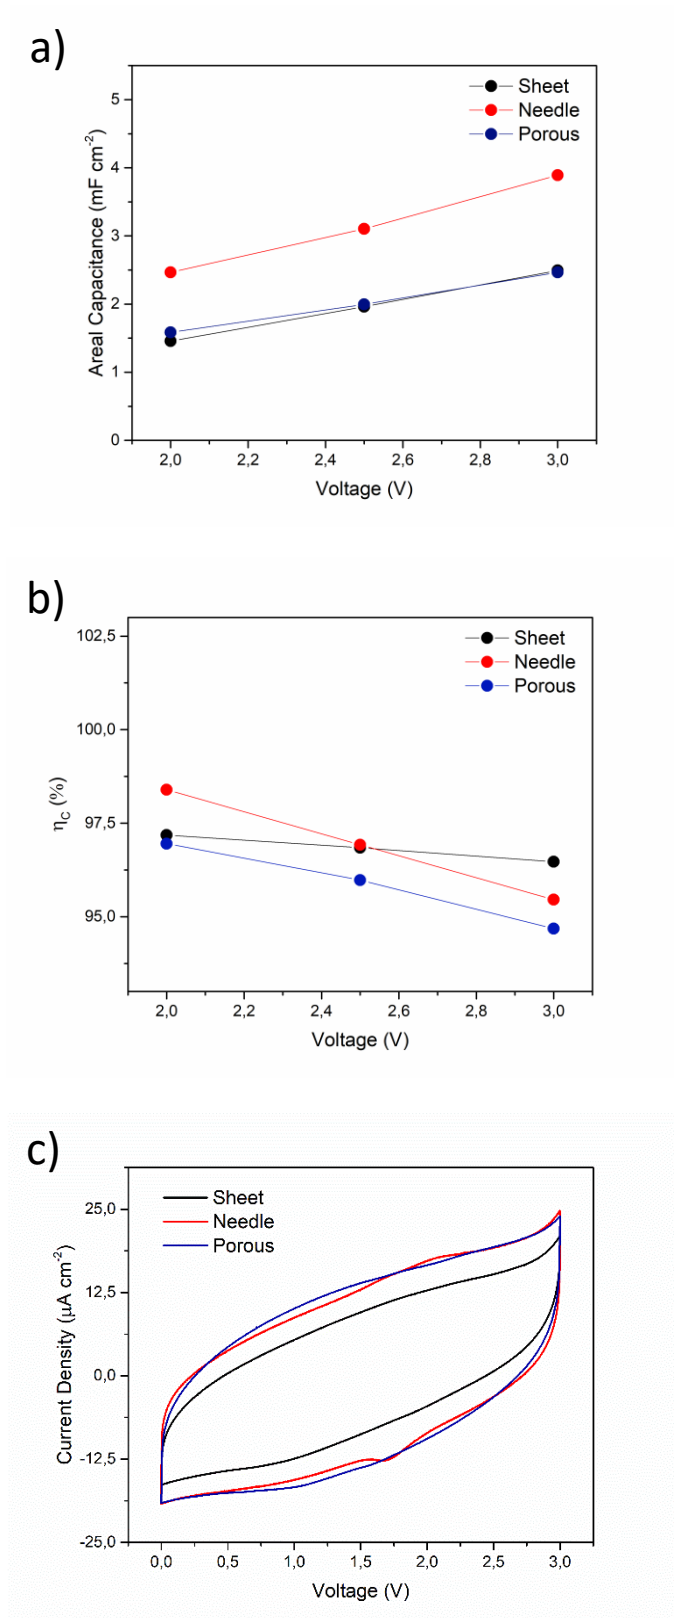 a)
Sheet
Needle
Porous
5
4
3
2
1
0
Areal Capacitance (mF cm⁻²)
2,0 2,2 2,4 2,6 2,8 3,0
Voltage (V)
b)
Sheet
Needle
Porous
102,5
100,0
97,5
95,0
ηC (%)
2,0 2,2 2,4 2,6 2,8 3,0
Voltage (V)
c)
Sheet
Needle
Porous
25,0
12,5
0,0
-12,5
-25,0
Current Density (µA cm⁻²)
0,0 0,5 1,0 1,5 2,0 2,5 3,0
Voltage (V)